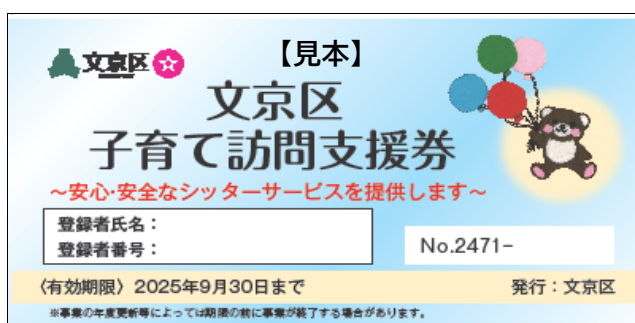 文京区
【見本】
文京区
子育て訪問支援券
～安心・安全なシッターサービスを提供します～
登録者氏名：
登録者番号：
No.2471-
〈有効期限〉2025年9月30日まで
発行：文京区
※事業の年度更新等によっては期限の前に事業が終了する場合があります。